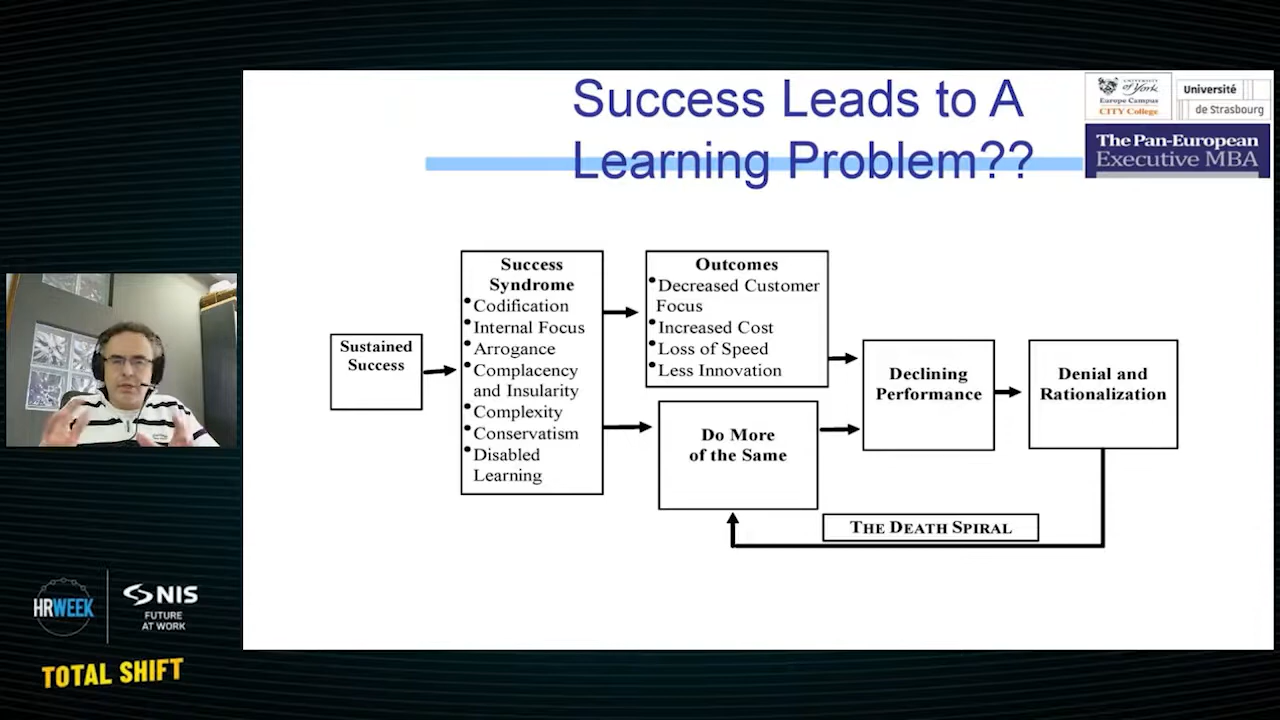 Success Leads to A
Learning Problem??
UNIVERSITY
of York
Europe Campus
CITY College
Université
de Strasbourg
The Pan-European
Executive MBA
Sustained
Success
Success
Syndrome
•Codification
•Internal Focus
•Arrogance
•Complacency
and Insularity
•Complexity
•Conservatism
•Disabled
Learning
Outcomes
•Decreased Customer
Focus
•Increased Cost
•Loss of Speed
•Less Innovation
Do More
of the Same
Declining
Performance
Denial and
Rationalization
THE DEATH SPIRAL
HRWEEK
NIS
FUTURE
AT WORK
TOTAL SHIFT